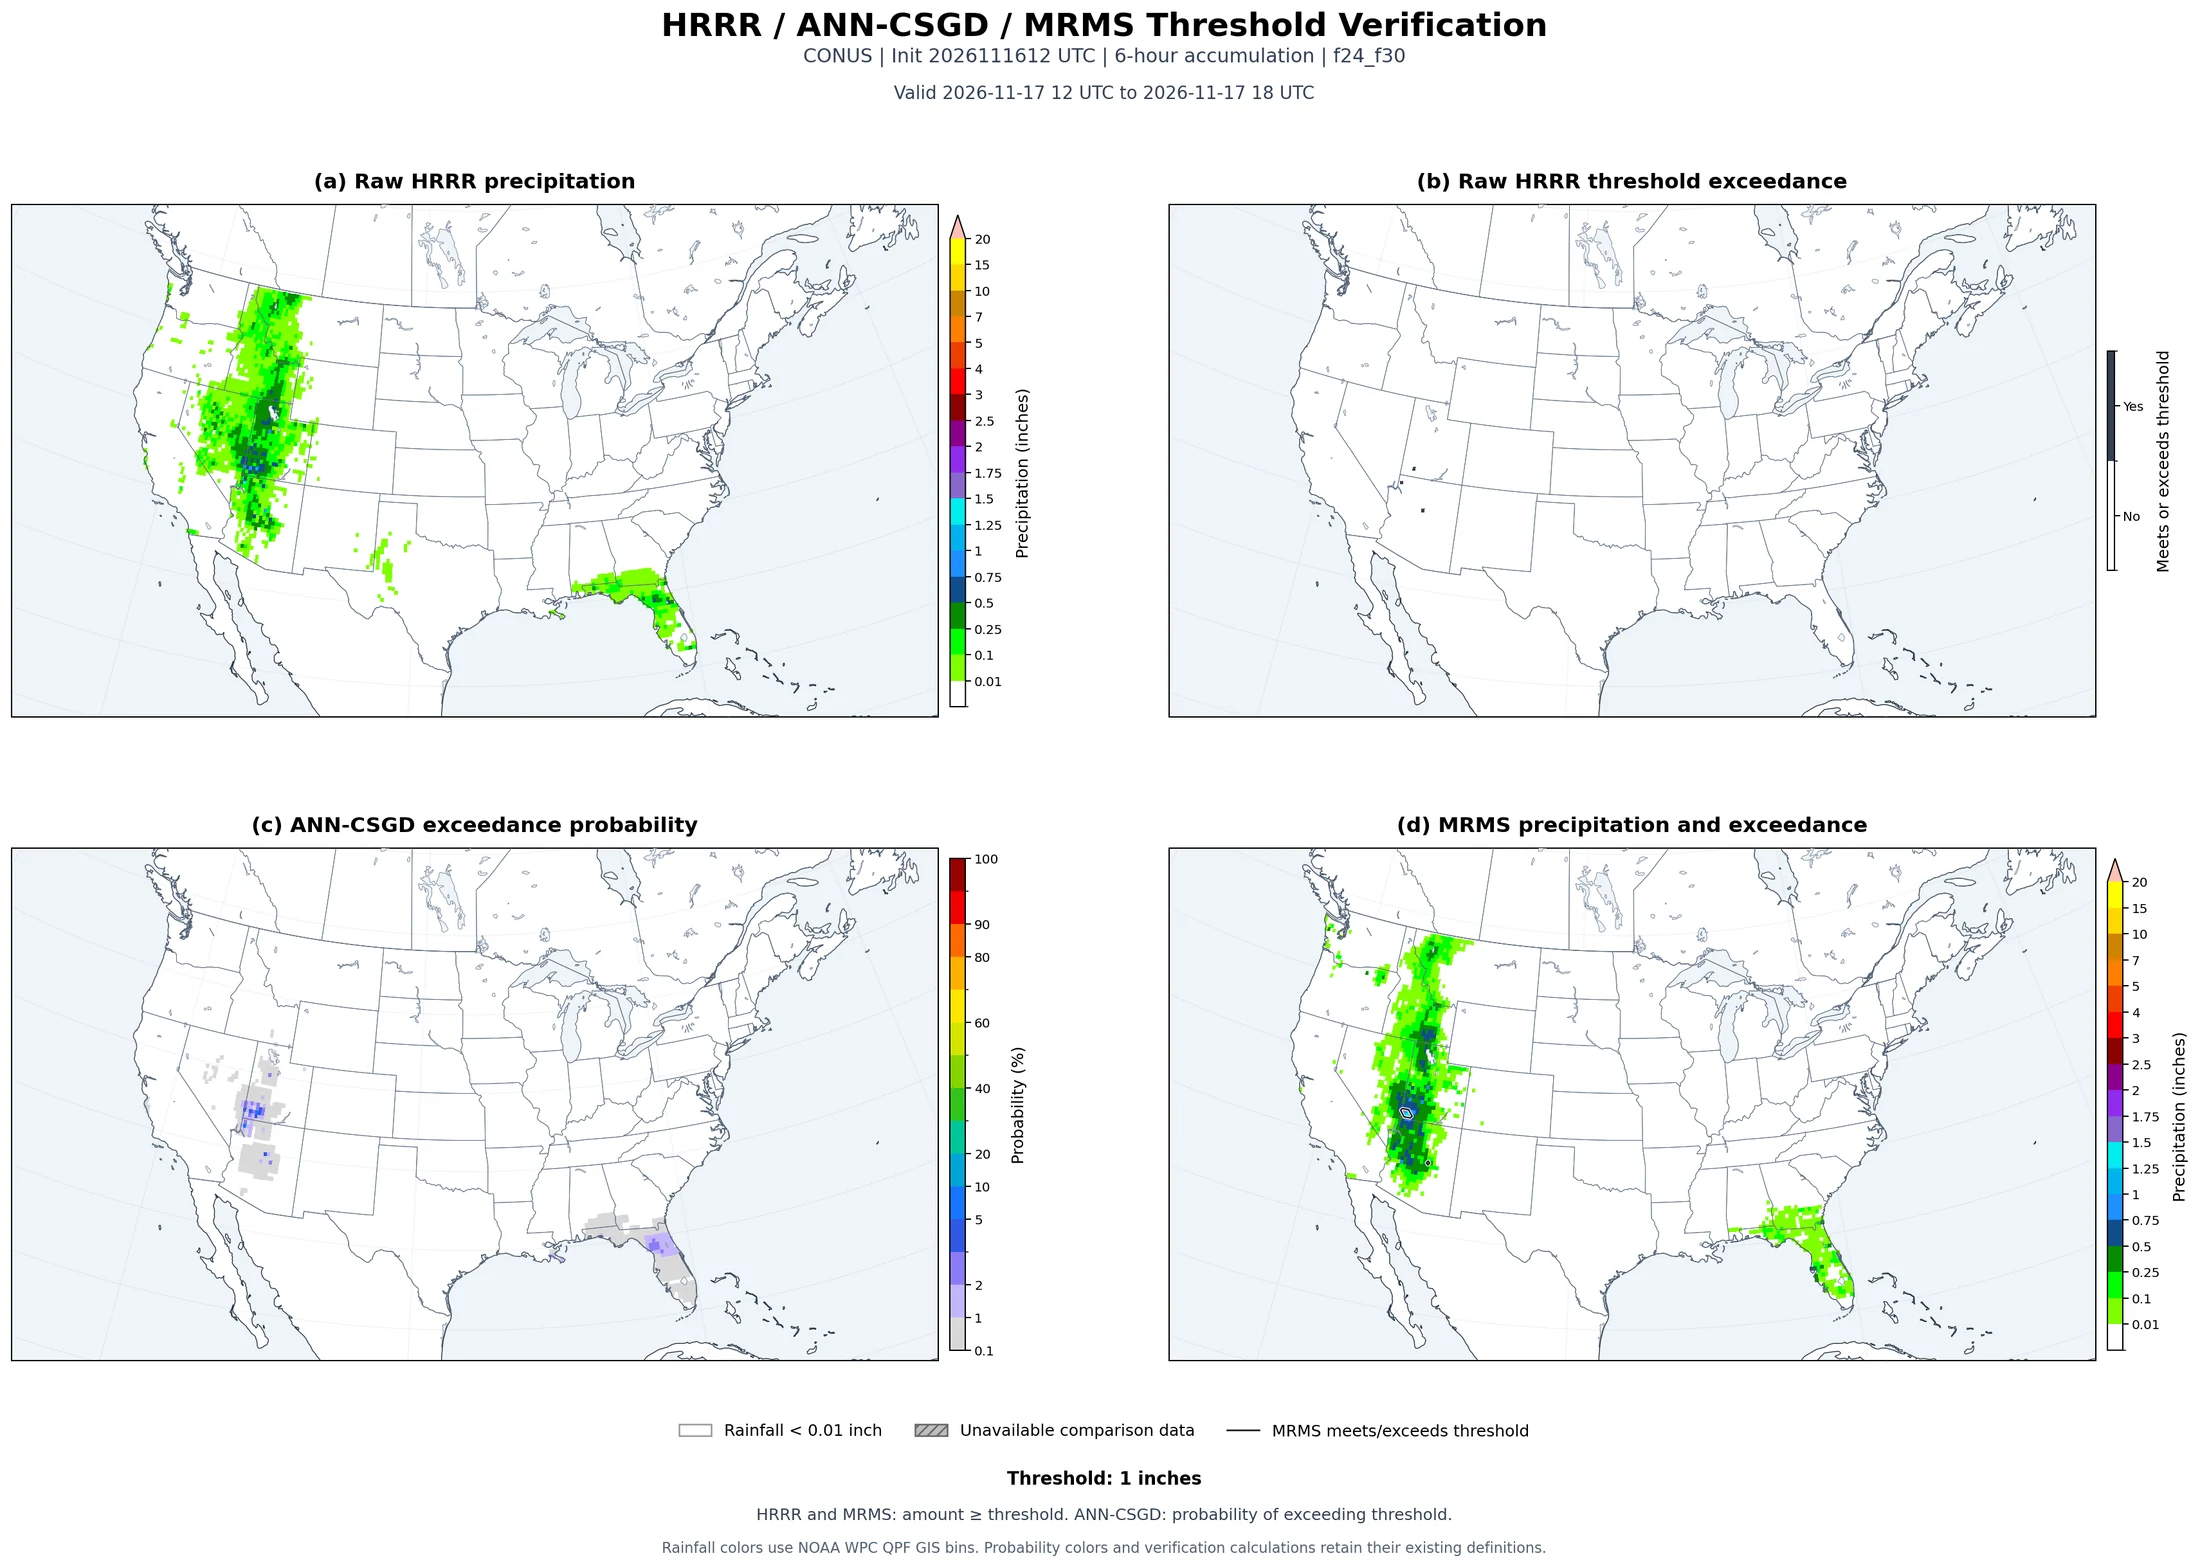 HRRR / ANN-CSGD / MRMS Threshold Verification
CONUS | Init 2026111612 UTC | 6-hour accumulation | f24_f30
Valid 2026-11-17 12 UTC to 2026-11-17 18 UTC
(a) Raw HRRR precipitation
20
15
10
7
5
4
3
2.5
2
1.75
1.5
1.25
1
0.75
0.5
0.25
0.1
0.01
Precipitation (inches)
(b) Raw HRRR threshold exceedance
Yes
No
Meets or exceeds threshold
(c) ANN-CSGD exceedance probability
100
90
80
60
40
20
10
5
2
1
0.1
Probability (%)
(d) MRMS precipitation and exceedance
20
15
10
7
5
4
3
2.5
2
1.75
1.5
1.25
1
0.75
0.5
0.25
0.1
0.01
Precipitation (inches)
Rainfall < 0.01 inch
Unavailable comparison data
MRMS meets/exceeds threshold
Threshold: 1 inches
HRRR and MRMS: amount ≥ threshold. ANN-CSGD: probability of exceeding threshold.
Rainfall colors use NOAA WPC QPF GIS bins. Probability colors and verification calculations retain their existing definitions.